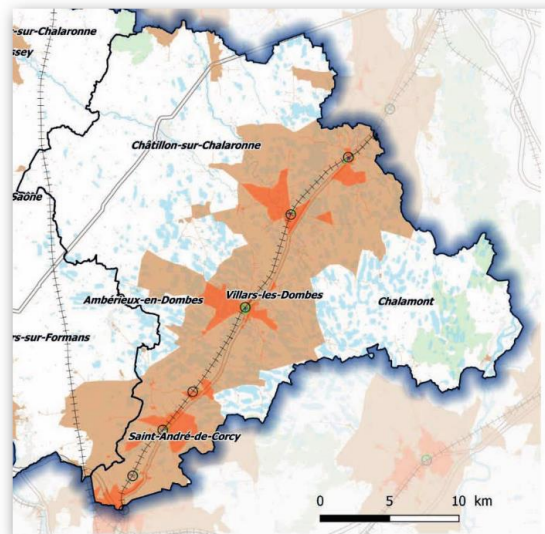 -sur-Chalaronne
ssey
Châtillon-sur-Chalaronne
Saône
Ambérieux-en-Dombes
Villars-les-Dombes
Chalamont
rs-sur-Formans
Saint-André-de-Corcy
0 5 10 km